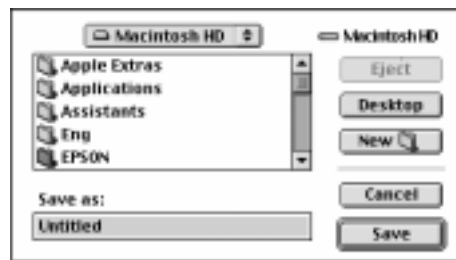 Macintosh HD
Macintosh HD
Apple Extras
Applications
Assistants
Eng
EPSON
Eject
Desktop
New
Save as:
Untitled
Cancel
Save